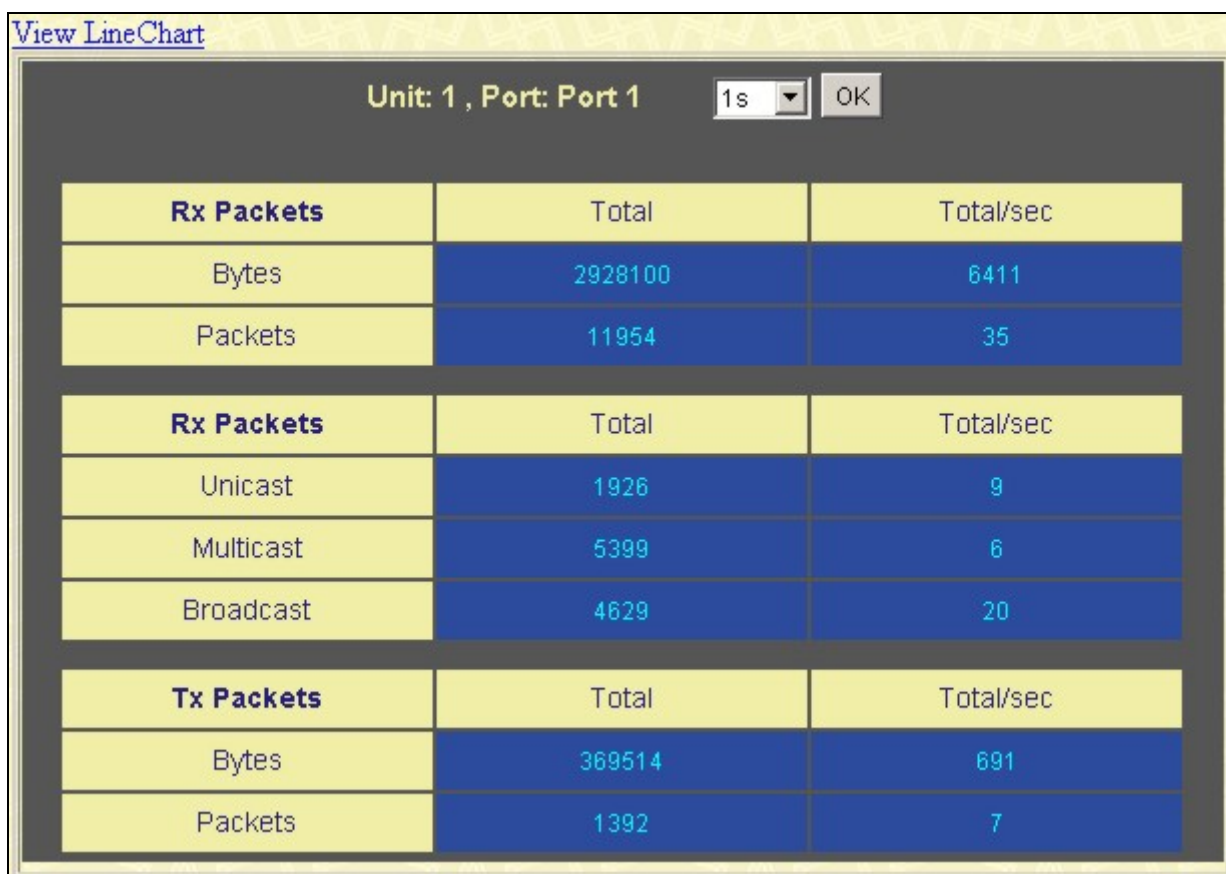 View LineChart
Unit: 1 , Port: Port 1 1s OK
Rx Packets Total Total/sec
Bytes 2928100 6411
Packets 11954 35
Rx Packets Total Total/sec
Unicast 1926 9
Multicast 5399 6
Broadcast 4629 20
Tx Packets Total Total/sec
Bytes 369514 691
Packets 1392 7